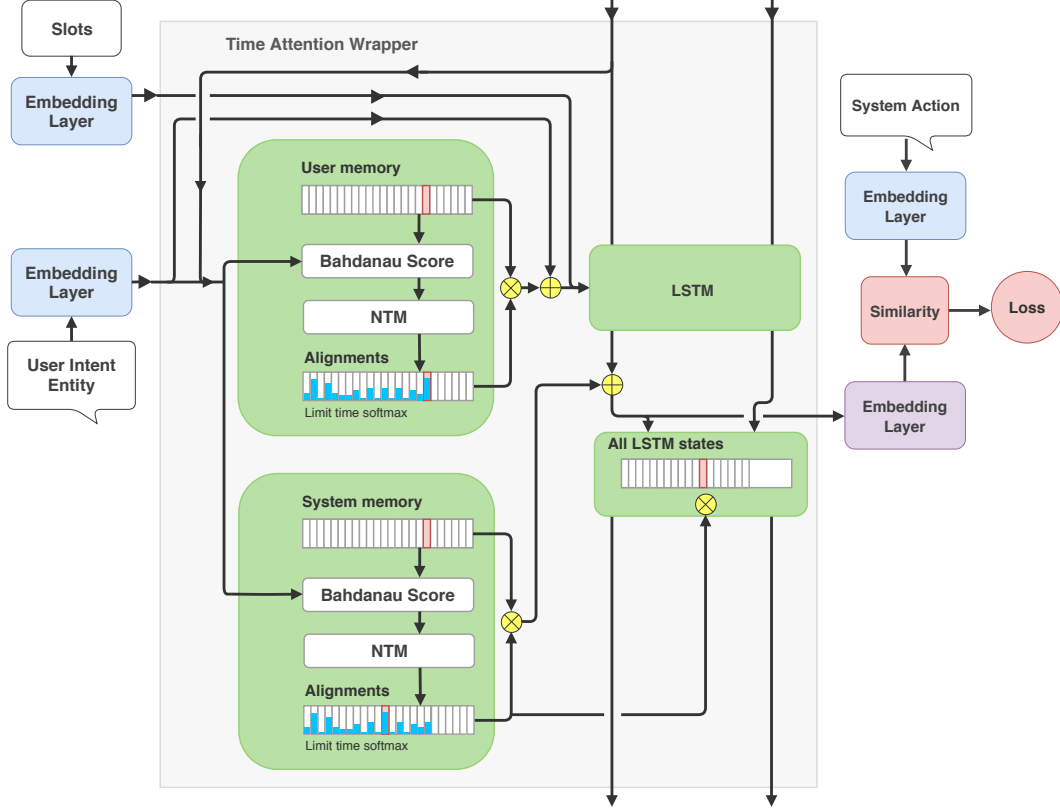 Slots
Time Attention Wrapper
Embedding
Layer
System Action
User memory
Embedding
Layer
Bahdanau Score
Embedding
Layer
LSTM
NTM
Similarity
Loss
User Intent
Entity
Alignments
Limit time softmax
Embedding
Layer
All LSTM states
System memory
Bahdanau Score
NTM
Alignments
Limit time softmax